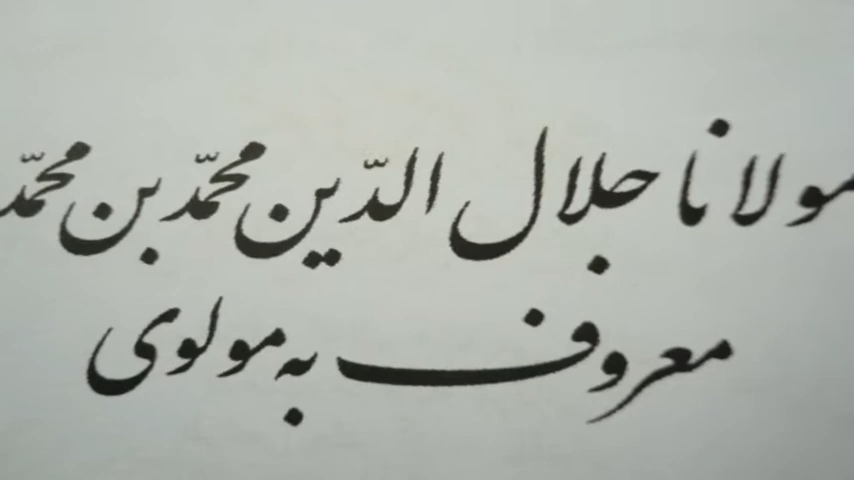 مولانا جلال الدّین محمّد بن محمّد
معروف به مولوی